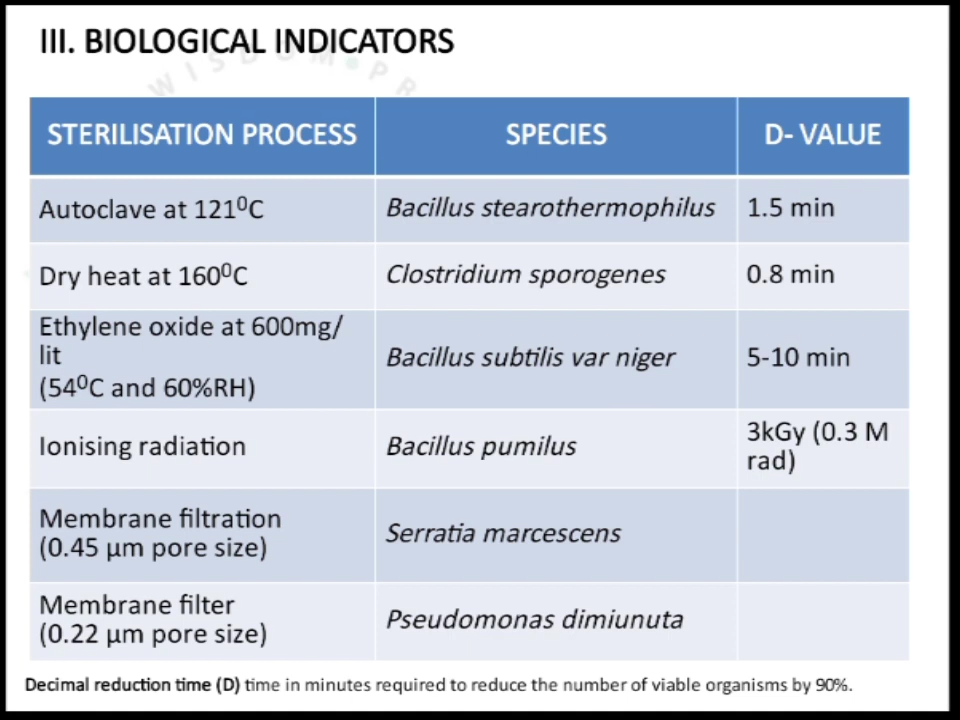 III. BIOLOGICAL INDICATORS
WISDOM PR
STERILISATION PROCESS SPECIES D- VALUE
Autoclave at 121⁰C Bacillus stearothermophilus 1.5 min
Dry heat at 160⁰C Clostridium sporogenes 0.8 min
Ethylene oxide at 600mg/
lit
(54⁰C and 60%RH) Bacillus subtilis var niger 5-10 min
Ionising radiation Bacillus pumilus 3kGy (0.3 M
rad)
Membrane filtration
(0.45 µm pore size) Serratia marcescens
Membrane filter
(0.22 µm pore size) Pseudomonas dimiunuta
Decimal reduction time (D) time in minutes required to reduce the number of viable organisms by 90%.